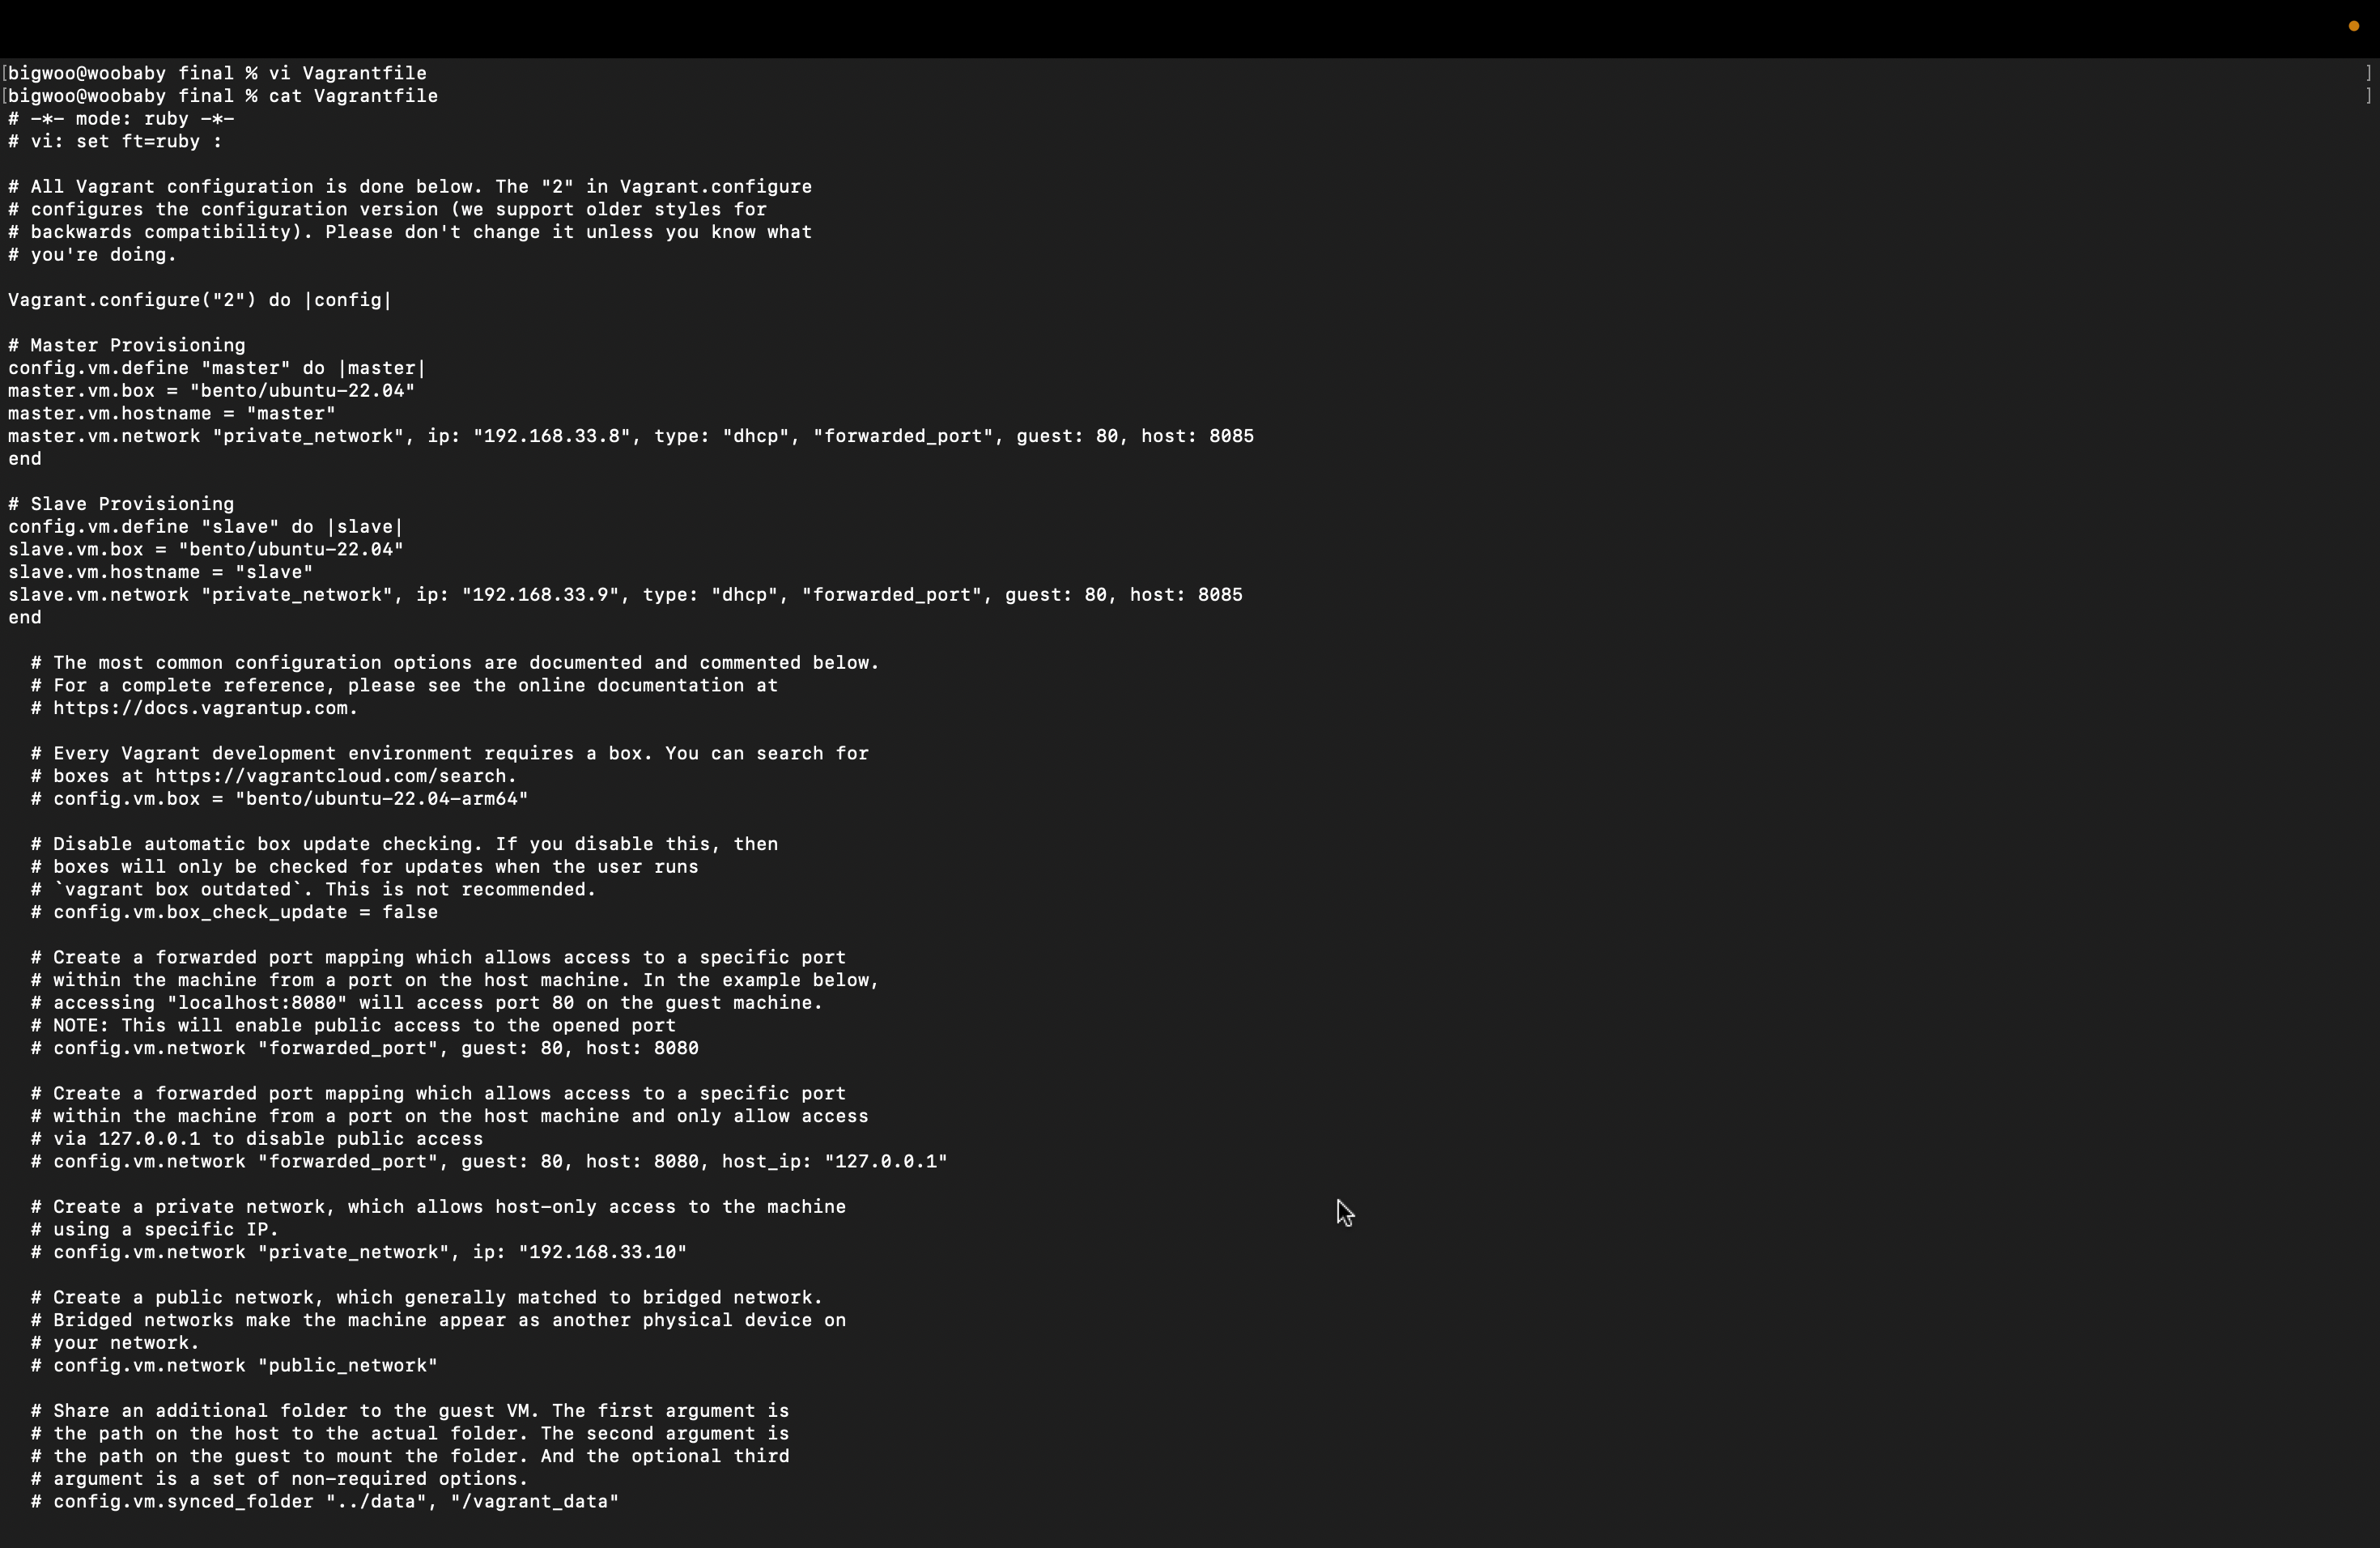 [bigwoo@woobaby final % vi Vagrantfile ]
[bigwoo@woobaby final % cat Vagrantfile ]
# -*- mode: ruby -*-
# vi: set ft=ruby :

# All Vagrant configuration is done below. The "2" in Vagrant.configure
# configures the configuration version (we support older styles for
# backwards compatibility). Please don't change it unless you know what
# you're doing.

Vagrant.configure("2") do |config|

# Master Provisioning
config.vm.define "master" do |master|
master.vm.box = "bento/ubuntu-22.04"
master.vm.hostname = "master"
master.vm.network "private_network", ip: "192.168.33.8", type: "dhcp", "forwarded_port", guest: 80, host: 8085
end

# Slave Provisioning
config.vm.define "slave" do |slave|
slave.vm.box = "bento/ubuntu-22.04"
slave.vm.hostname = "slave"
slave.vm.network "private_network", ip: "192.168.33.9", type: "dhcp", "forwarded_port", guest: 80, host: 8085
end

  # The most common configuration options are documented and commented below.
  # For a complete reference, please see the online documentation at
  # https://docs.vagrantup.com.

  # Every Vagrant development environment requires a box. You can search for
  # boxes at https://vagrantcloud.com/search.
  # config.vm.box = "bento/ubuntu-22.04-arm64"

  # Disable automatic box update checking. If you disable this, then
  # boxes will only be checked for updates when the user runs
  # `vagrant box outdated`. This is not recommended.
  # config.vm.box_check_update = false

  # Create a forwarded port mapping which allows access to a specific port
  # within the machine from a port on the host machine. In the example below,
  # accessing "localhost:8080" will access port 80 on the guest machine.
  # NOTE: This will enable public access to the opened port
  # config.vm.network "forwarded_port", guest: 80, host: 8080

  # Create a forwarded port mapping which allows access to a specific port
  # within the machine from a port on the host machine and only allow access
  # via 127.0.0.1 to disable public access
  # config.vm.network "forwarded_port", guest: 80, host: 8080, host_ip: "127.0.0.1"

  # Create a private network, which allows host-only access to the machine
  # using a specific IP.
  # config.vm.network "private_network", ip: "192.168.33.10"

  # Create a public network, which generally matched to bridged network.
  # Bridged networks make the machine appear as another physical device on
  # your network.
  # config.vm.network "public_network"

  # Share an additional folder to the guest VM. The first argument is
  # the path on the host to the actual folder. The second argument is
  # the path on the guest to mount the folder. And the optional third
  # argument is a set of non-required options.
  # config.vm.synced_folder "../data", "/vagrant_data"